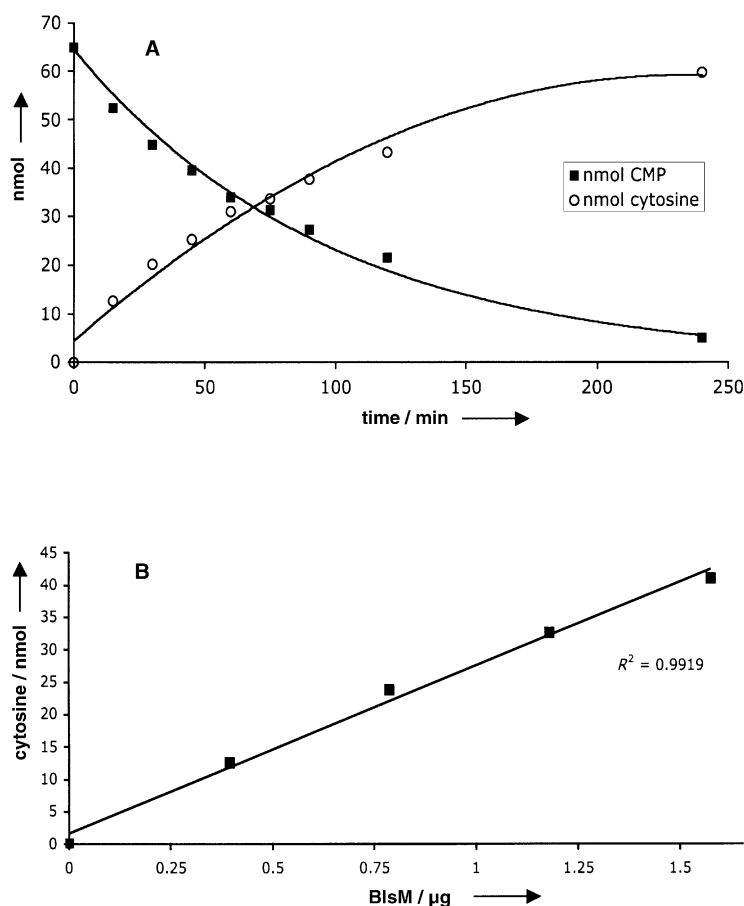 A
70
60
50
40
30
20
10
0
nmol
nmol CMP
nmol cytosine
0 50 100 150 200 250
time / min
B
45
40
35
30
25
20
15
10
5
0
cytosine / nmol
R² = 0.9919
0 0.25 0.75 1 1.25 1.5
BlsM / µg